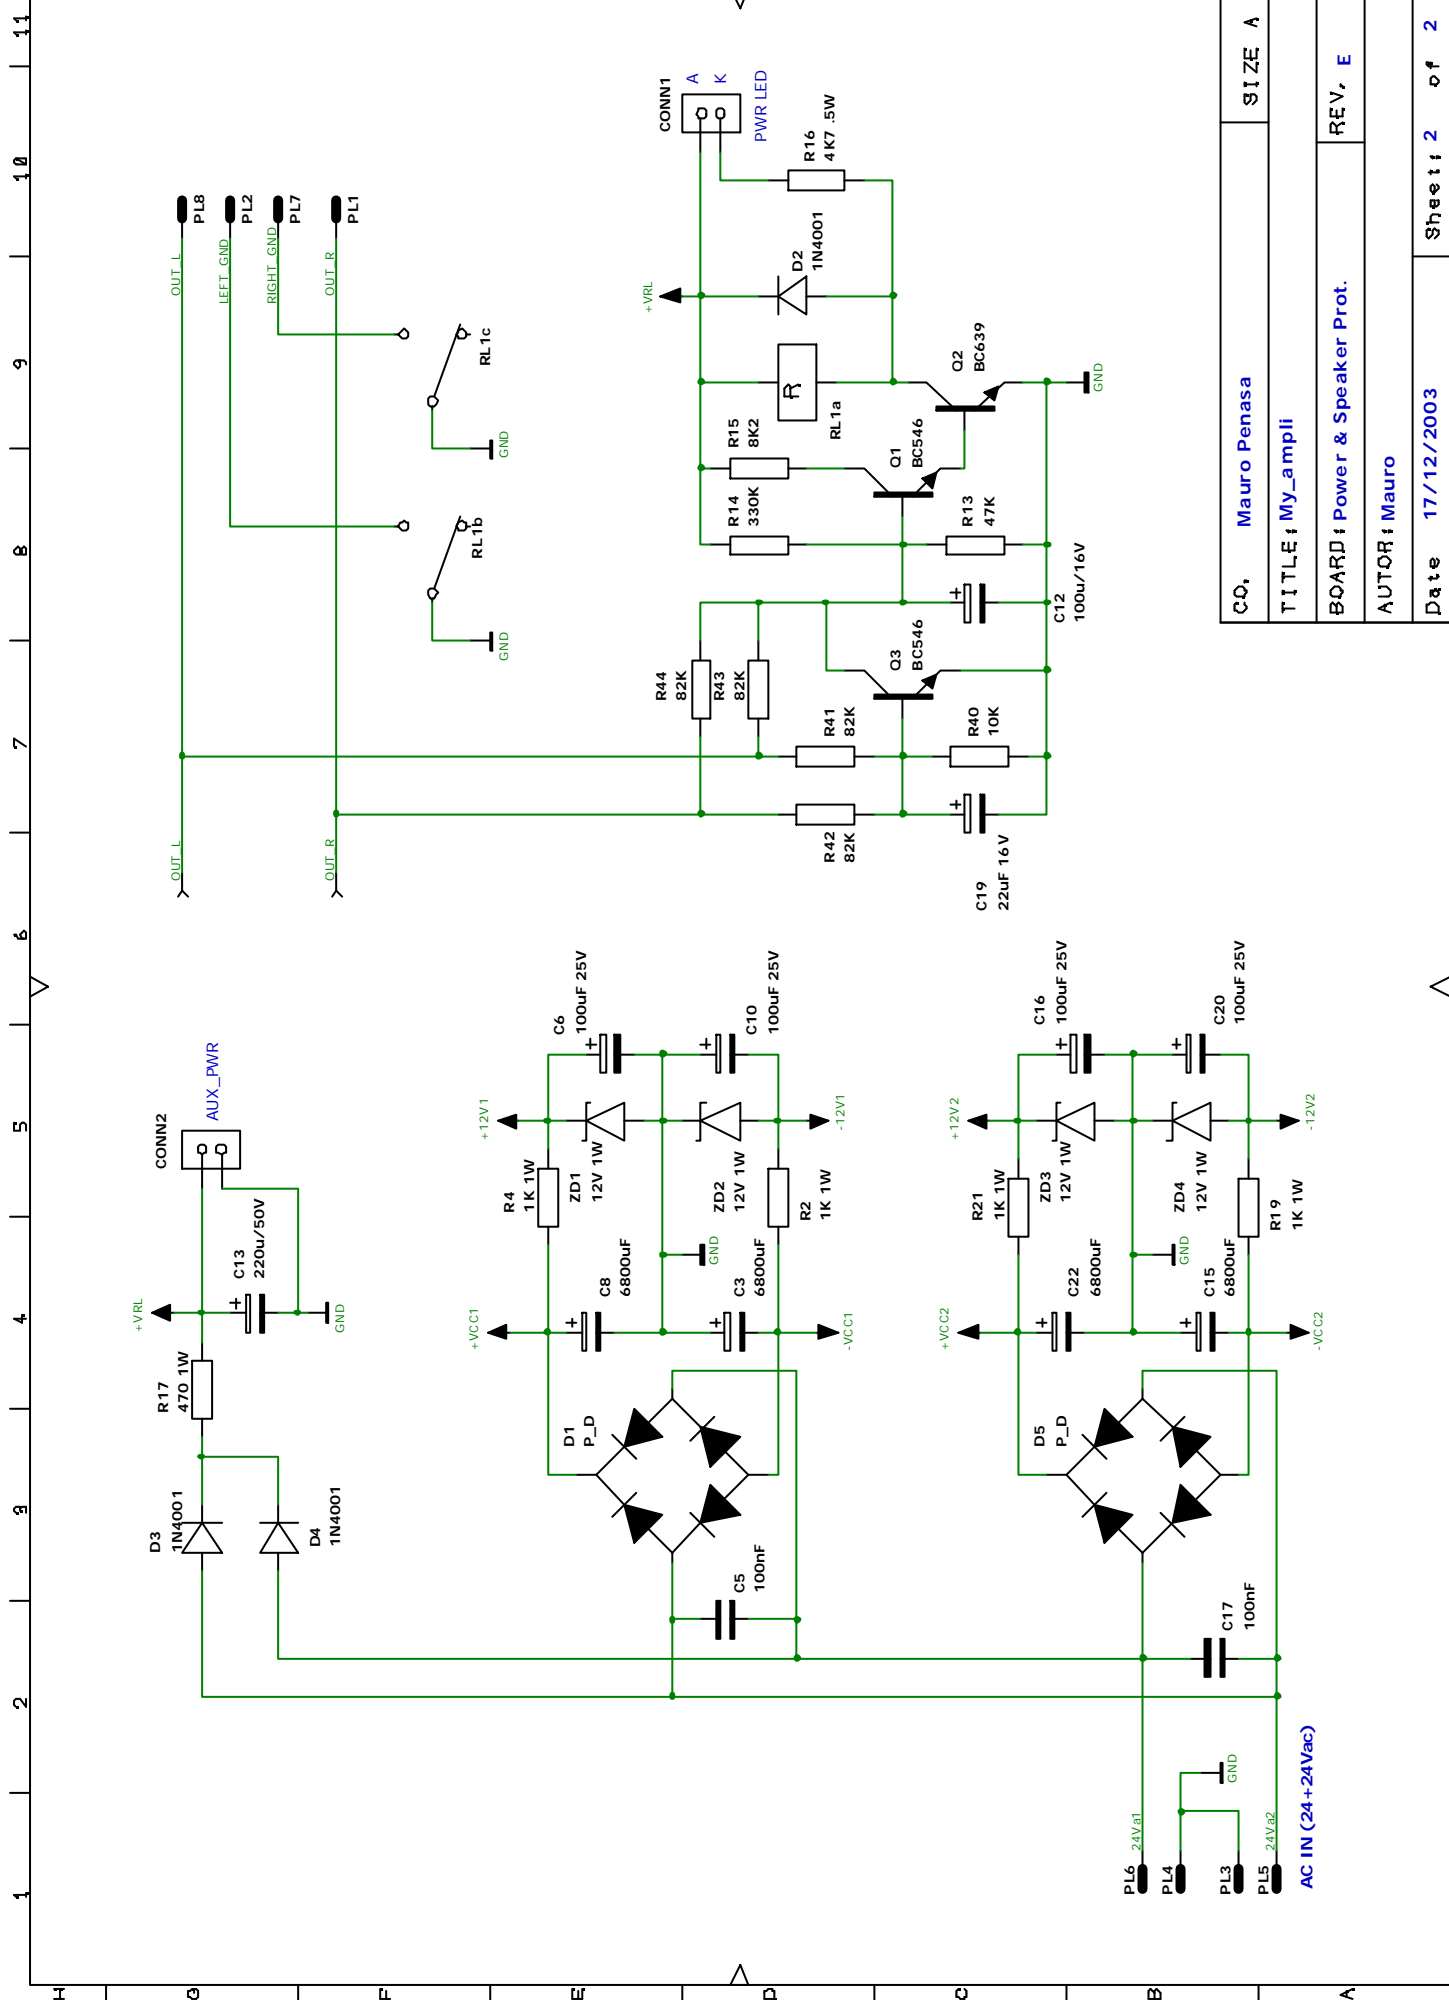 1
2
3
4
5
6
7
8
9
10
11
H
G
F
E
D
C
B
A
OUT_L
OUT_R
OUT_L
LEFT_GND
RIGHT_GND
OUT_R
PL8
PL2
PL7
PL1
RL1c
GND
RL1b
GND
CONN1
A
K
PWR LED
R16
4K7 .5W
D2
1N4001
+VRL
RL1a
Q2
BC639
GND
R15
8K2
R14
330K
Q1
BC546
R13
47K
C12
100u/16V
Q3
BC546
R44
82K
R43
82K
R41
82K
R42
82K
R40
10K
C19
22uF 16V
CONN2
AUX_PWR
+VRL
C13
220u/50V
GND
R17
470 1W
D3
1N4001
D4
1N4001
+12V1
C6
100uF 25V
C10
100uF 25V
-12V1
R4
1K 1W
ZD1
12V 1W
ZD2
12V 1W
R2
1K 1W
+VCC1
C8
6800uF
GND
C3
6800uF
-VCC1
D1
P_D
C5
100nF
+12V2
C16
100uF 25V
C20
100uF 25V
-12V2
R21
1K 1W
ZD3
12V 1W
ZD4
12V 1W
R19
1K 1W
+VCC2
C22
6800uF
GND
C15
6800uF
-VCC2
D5
P_D
C17
100nF
24Va1
24Va2
PL6
PL4
PL3
PL5
GND
AC IN (24+24Vac)
CO. Mauro Penasa
SIZE A
TITLE: My_ampli
BOARD: Power & Speaker Prot.
REV. E
AUTOR: Mauro
Date 17/12/2003
Sheet: 2 of 2